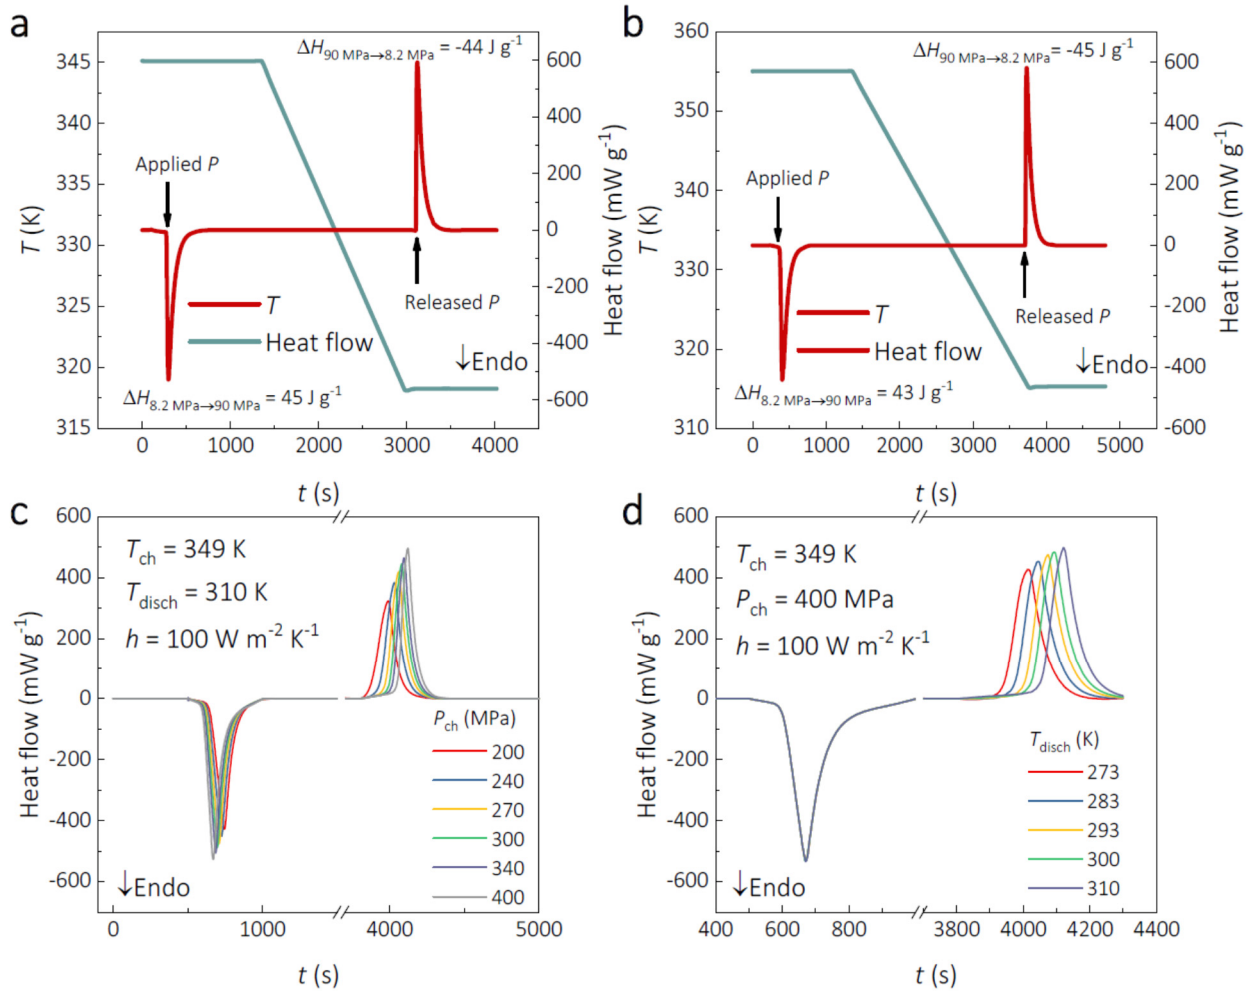 a
ΔH90 MPa→8.2 MPa = -44 J g-1
345
340
335
330
325
320
315
T (K)
600
400
200
0
-200
-400
-600
Heat flow (mW g-1)
Applied P
Released P
T
Heat flow
↓Endo
ΔH8.2 MPa→90 MPa = 45 J g-1
0 1000 2000 3000 4000
t (s)
b
ΔH90 MPa→8.2 MPa = -45 J g-1
360
350
340
330
320
310
T (K)
600
400
200
0
-200
-400
-600
Heat flow (mW g-1)
Applied P
Released P
T
Heat flow
↓Endo
ΔH8.2 MPa→90 MPa = 43 J g-1
0 1000 2000 3000 4000 5000
t (s)
c
600
400
200
0
-200
-400
-600
Heat flow (mW g-1)
Tch = 349 K
Tdisch = 310 K
h = 100 W m-2 K-1
Pch (MPa)
200
240
270
300
340
400
↓Endo
0 1000 4000 5000
t (s)
d
600
400
200
0
-200
-400
-600
Heat flow (mW g-1)
Tch = 349 K
Pch = 400 MPa
h = 100 W m-2 K-1
Tdisch (K)
273
283
293
300
310
↓Endo
400 600 800 3800 4000 4200 4400
t (s)